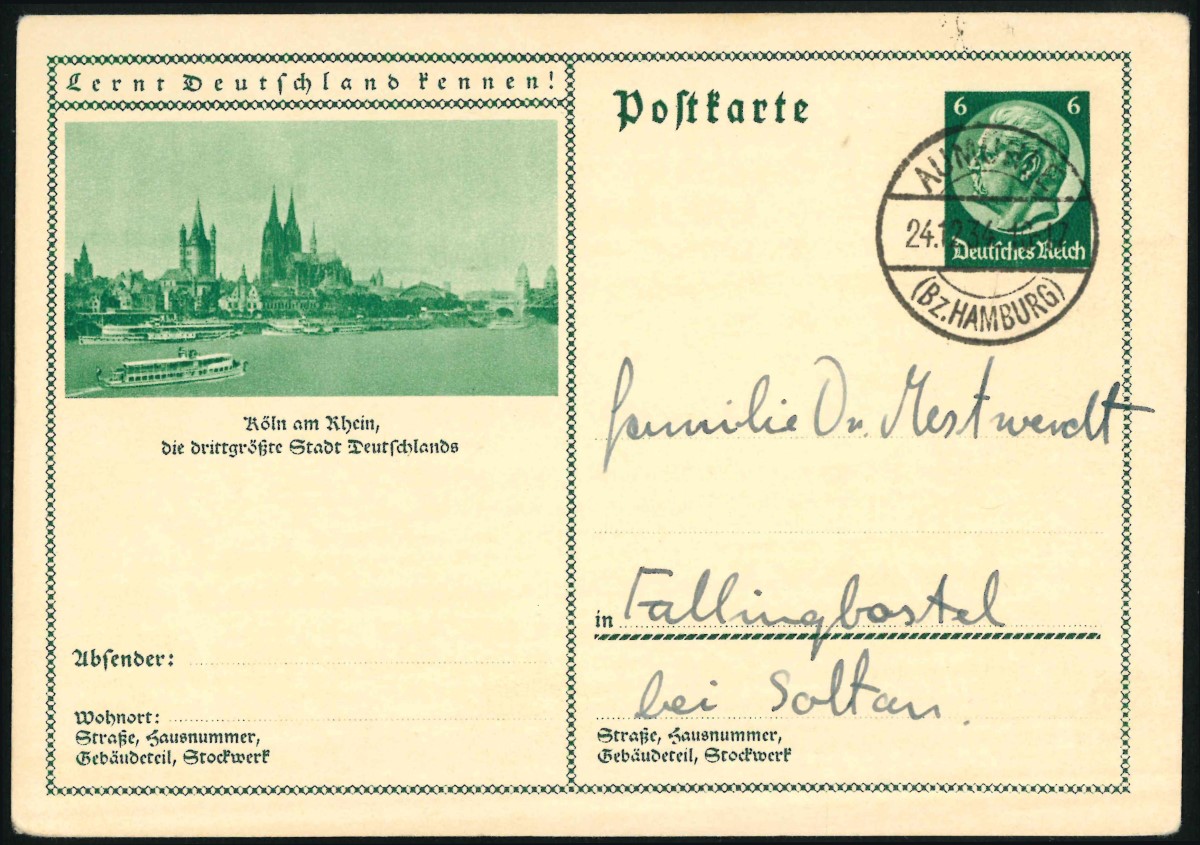 Lernt Deutschland kennen!
Köln am Rhein,
die drittgrößte Stadt Deutschlands
Absender:
Wohnort:
Straße, Hausnummer,
Gebäudeteil, Stockwerk
Postkarte
6 6
Deutsches Reich
AUMÜHLE
24.12.34
(BZ. HAMBURG)
Familie Dr. Mestwerdt
in Fallingbostel
bei Soltau.
Straße, Hausnummer,
Gebäudeteil, Stockwerk